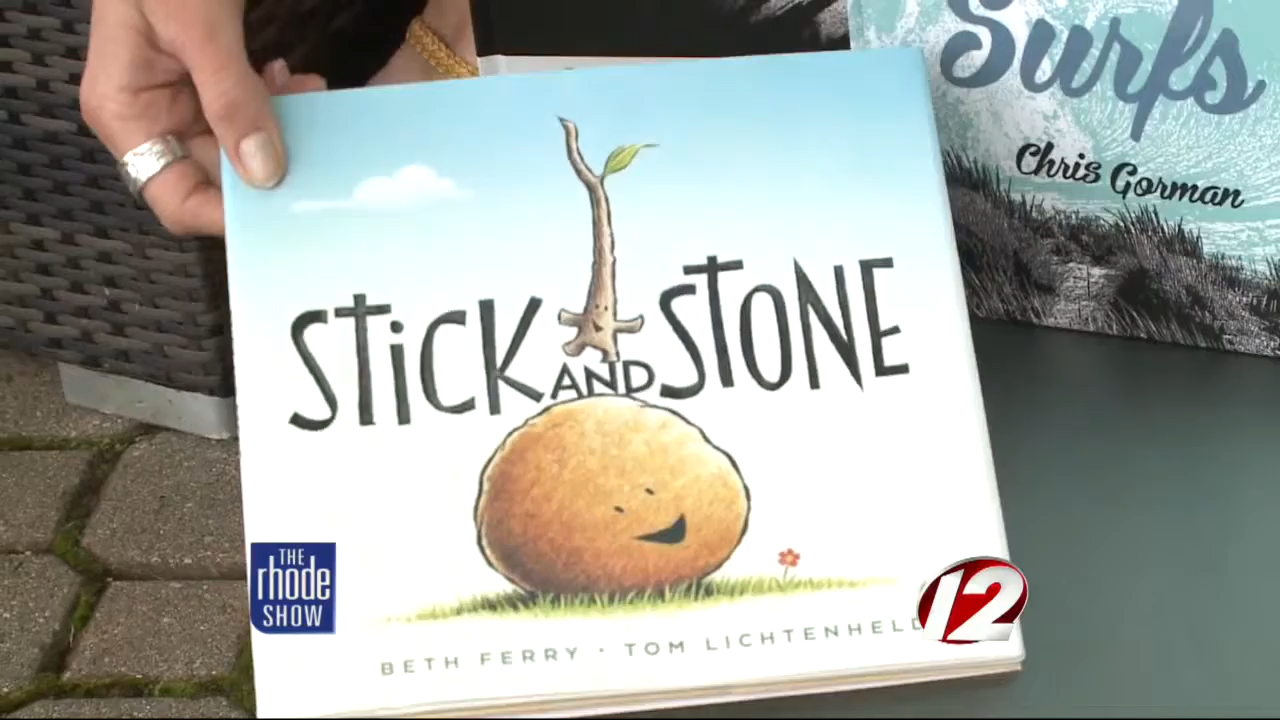 Surfs
Chris Gorman
STiCK AND STONE
BETH FERRY · TOM LICHTENHELD
THE
rhode
SHOW
12